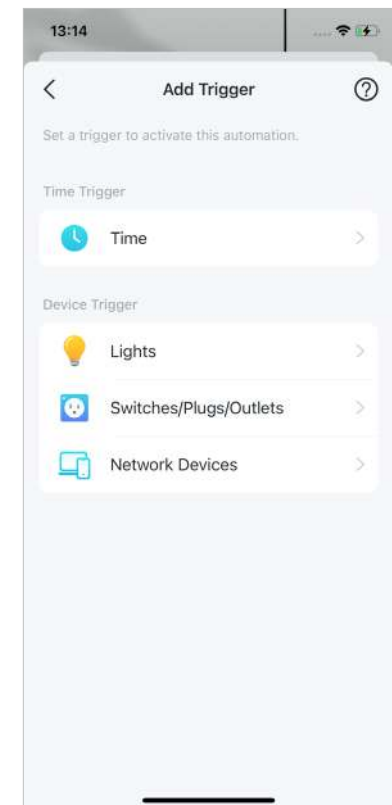 13:14
Add Trigger
Set a trigger to activate this automation.
Time Trigger
Time
Device Trigger
Lights
Switches/Plugs/Outlets
Network Devices